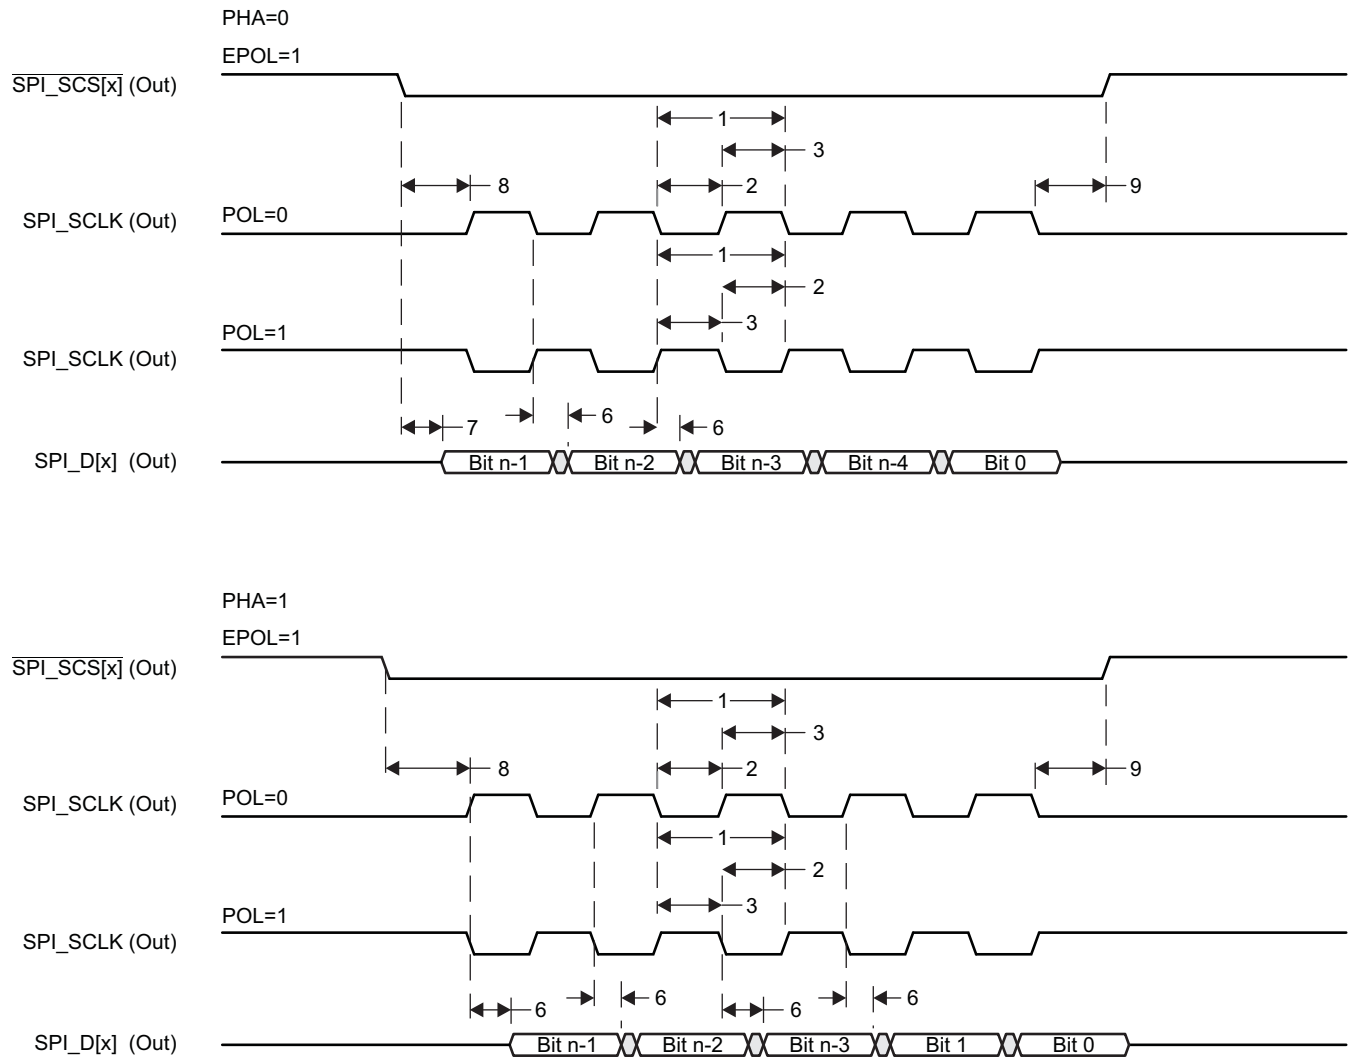 PHA=0
EPOL=1
SPI_SCS[x] (Out)
1
3
8
2
9
SPI_SCLK (Out)
POL=0
1
2
3
POL=1
SPI_SCLK (Out)
6
7
6
SPI_D[x] (Out)
Bit n-1
Bit n-2
Bit n-3
Bit n-4
Bit 0
PHA=1
EPOL=1
SPI_SCS[x] (Out)
1
3
8
2
9
SPI_SCLK (Out)
POL=0
1
2
3
POL=1
SPI_SCLK (Out)
6
6
6
6
SPI_D[x] (Out)
Bit n-1
Bit n-2
Bit n-3
Bit 1
Bit 0